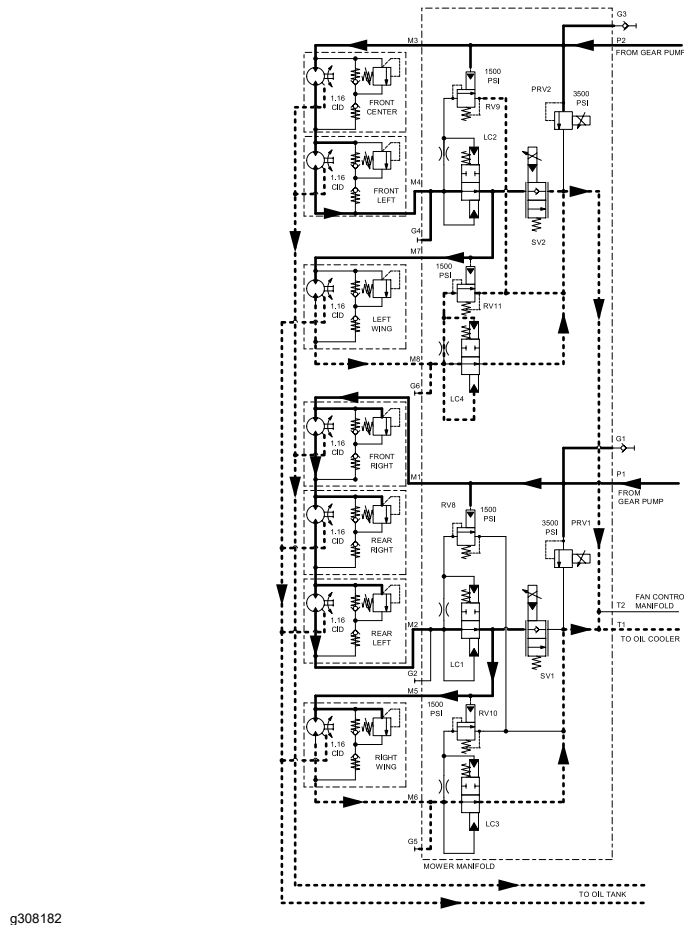 G3
M3
P2
FROM GEAR PUMP
1500
PSI
PRV2
3500
PSI
RV9
1.16
CID
FRONT
CENTER
LC2
1.16
CID
FRONT
LEFT
M4
G4
SV2
M7
1500
PSI
RV11
1.16
CID
LEFT
WING
M8
G6
LC4
G1
1.16
CID
FRONT
RIGHT
M1
P1
FROM
GEAR PUMP
RV8
1500
PSI
3500
PSI
PRV1
1.16
CID
REAR
RIGHT
FAN CONTROL
MANIFOLD
T2
1.16
CID
REAR
LEFT
M2
T1
TO OIL COOLER
LC1
G2
SV1
M5
1500
PSI
RV10
1.16
CID
RIGHT
WING
M6
LC3
G5
MOWER MANIFOLD
TO OIL TANK
g308182